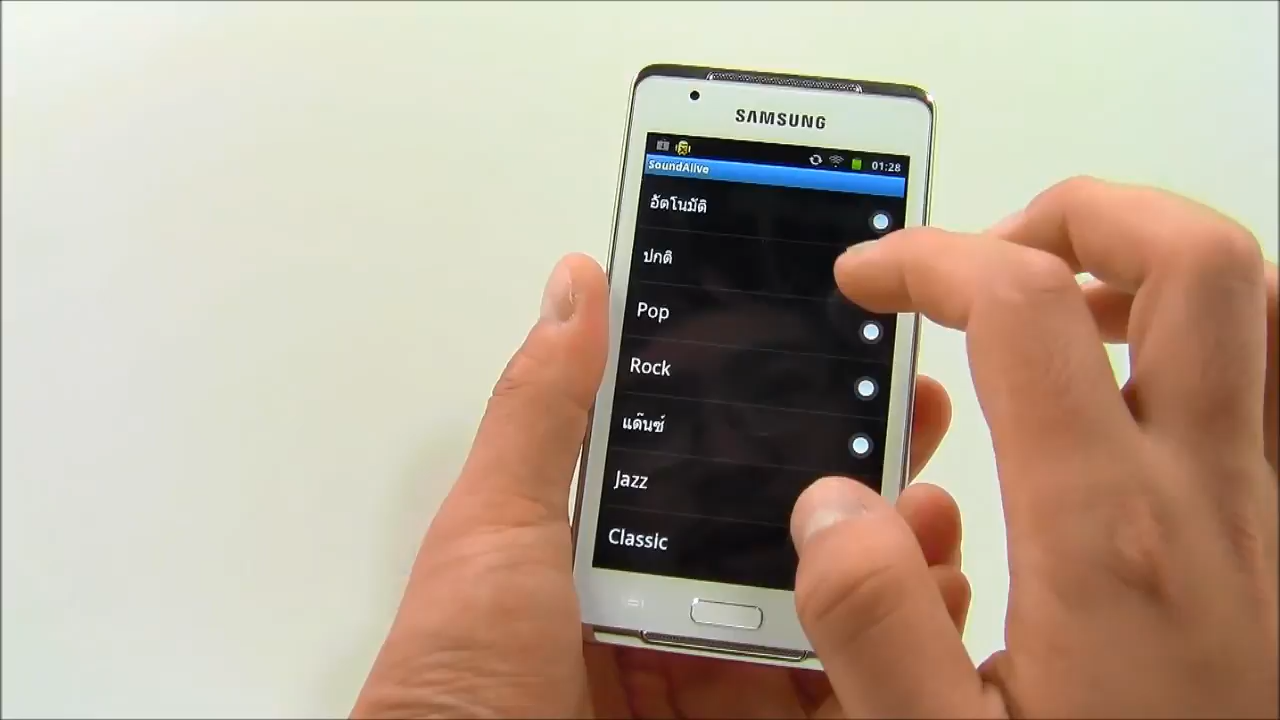 SAMSUNG
01:28
SoundAlive
อัตโนมัติ
ปกติ
Pop
Rock
แด๊นซ์
Jazz
Classic